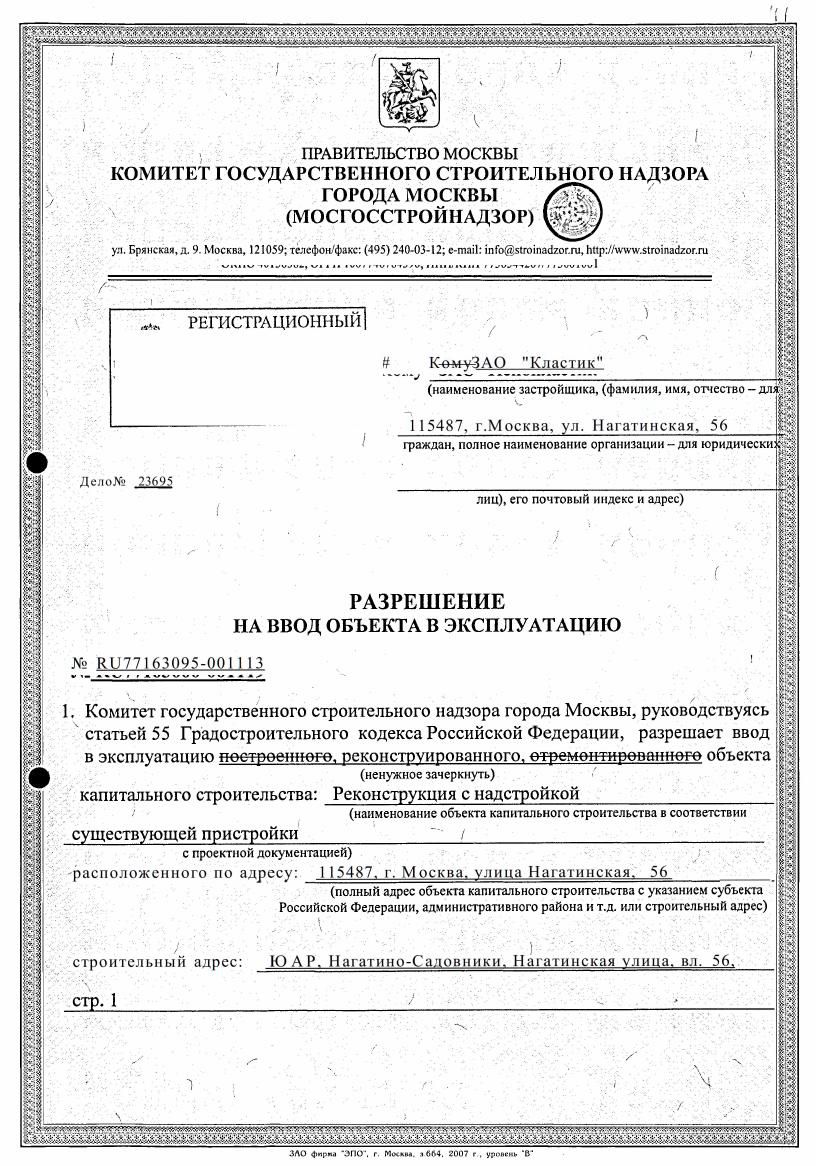 ПРАВИТЕЛЬСТВО МОСКВЫ
КОМИТЕТ ГОСУДАРСТВЕННОГО СТРОИТЕЛЬНОГО НАДЗОРА
ГОРОДА МОСКВЫ
(МОСГОССТРОЙНАДЗОР)
ул. Брянская, д. 9. Москва, 121059; телефон/факс: (495) 240-03-12; e-mail: info@stroinadzor.ru, http://www.stroinadzor.ru
РЕГИСТРАЦИОННЫЙ
# КомуЗАО "Кластик"
(наименование застройщика, (фамилия, имя, отчество – для
115487, г.Москва, ул. Нагатинская, 56
граждан, полное наименование организации – для юридических
Дело№ 23695
лиц), его почтовый индекс и адрес)
РАЗРЕШЕНИЕ
НА ВВОД ОБЪЕКТА В ЭКСПЛУАТАЦИЮ
№ RU77163095-001113
1. Комитет государственного строительного надзора города Москвы, руководствуясь
статьей 55 Градостроительного кодекса Российской Федерации, разрешает ввод
в эксплуатацию построенного, реконструированного, отремонтированного объекта
(ненужное зачеркнуть)
капитального строительства: Реконструкция с надстройкой
(наименование объекта капитального строительства в соответствии
существующей пристройки
с проектной документацией)
расположенного по адресу: 115487, г. Москва, улица Нагатинская, 56
(полный адрес объекта капитального строительства с указанием субъекта
Российской Федерации, административного района и т.д. или строительный адрес)
строительный адрес: ЮАР, Нагатино-Садовники, Нагатинская улица, вл. 56,
стр. 1
ЗАО фирма "ЭПО", г. Москва, з 664, 2007 г., уровень "В"